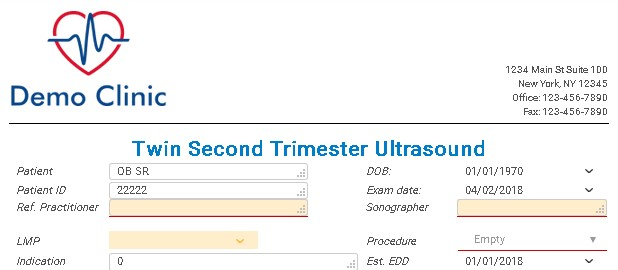 Demo Clinic
1234 Main St Suite 100
New York, NY 12345
Office: 123-456-7890
Fax: 123-456-7890
Twin Second Trimester Ultrasound
Patient OB SR DOB: 01/01/1970
Patient ID 22222 Exam date: 04/02/2018
Ref. Practitioner Sonographer
LMP Procedure Empty
Indication 0 Est. EDD 01/01/2018